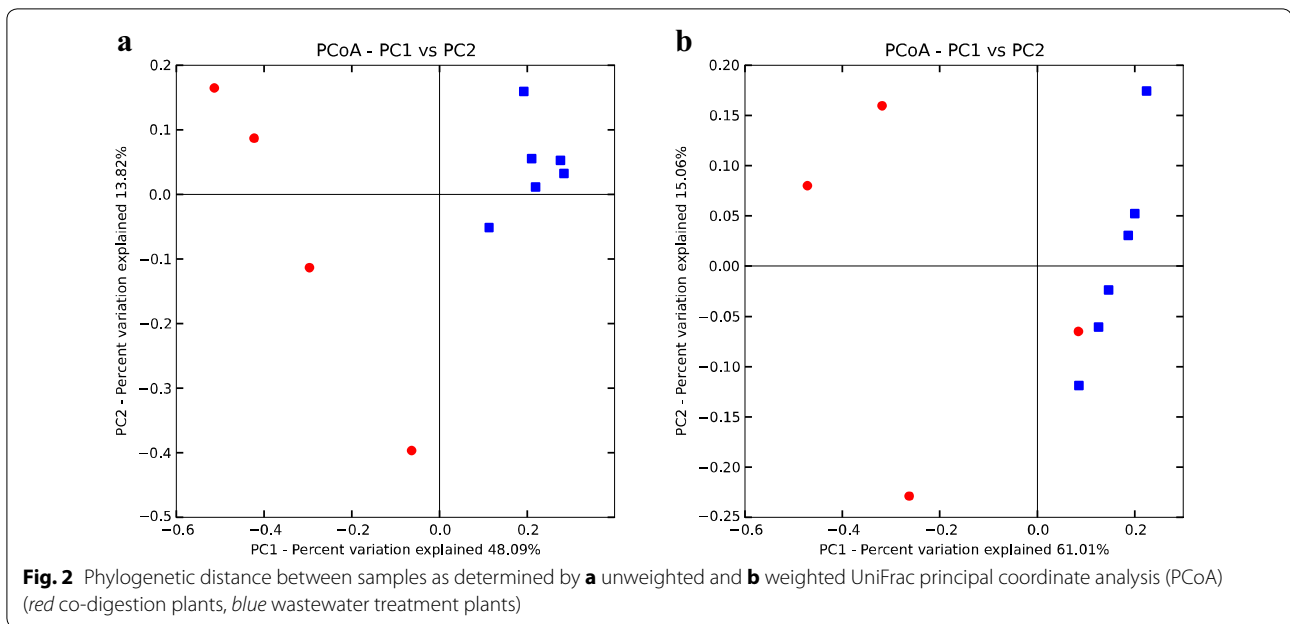 a
PCoA - PC1 vs PC2
0.2
0.1
0.0
−0.1
−0.2
−0.3
−0.4
−0.5
PC2 - Percent variation explained 13.82%
−0.6
−0.4
−0.2
0.0
0.2
PC1 - Percent variation explained 48.09%
b
PCoA - PC1 vs PC2
0.20
0.15
0.10
0.05
0.00
−0.05
−0.10
−0.15
−0.20
−0.25
PC2 - Percent variation explained 15.06%
−0.6
−0.4
−0.2
0.0
0.2
PC1 - Percent variation explained 61.01%
Fig. 2 Phylogenetic distance between samples as determined by a unweighted and b weighted UniFrac principal coordinate analysis (PCoA)
(red co-digestion plants, blue wastewater treatment plants)